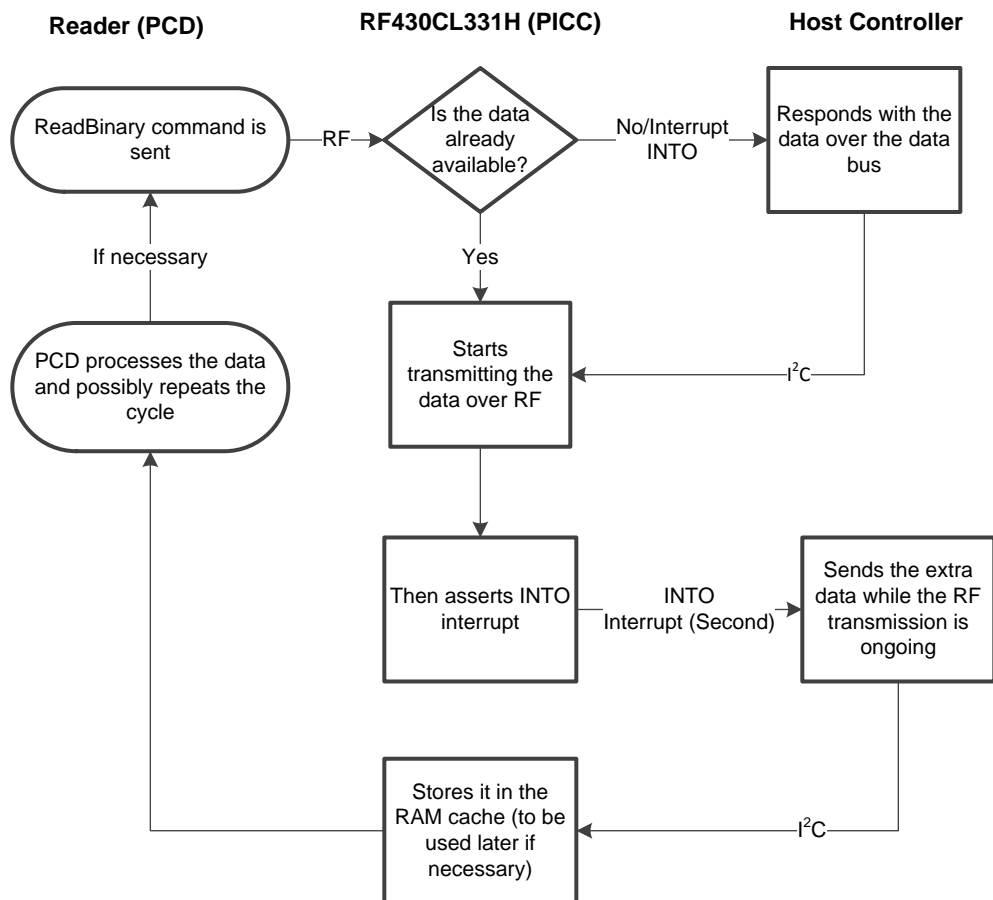 Reader (PCD)
RF430CL331H (PICC)
Host Controller
ReadBinary command is
sent
RF
Is the data
already
available?
No/Interrupt
INTO
Responds with the
data over the data
bus
If necessary
Yes
PCD processes the data
and possibly repeats the
cycle
Starts
transmitting the
data over RF
I²C
Then asserts INTO
interrupt
INTO
Interrupt (Second)
Sends the extra
data while the RF
transmission is
ongoing
Stores it in the
RAM cache (to be
used later if
necessary)
I²C